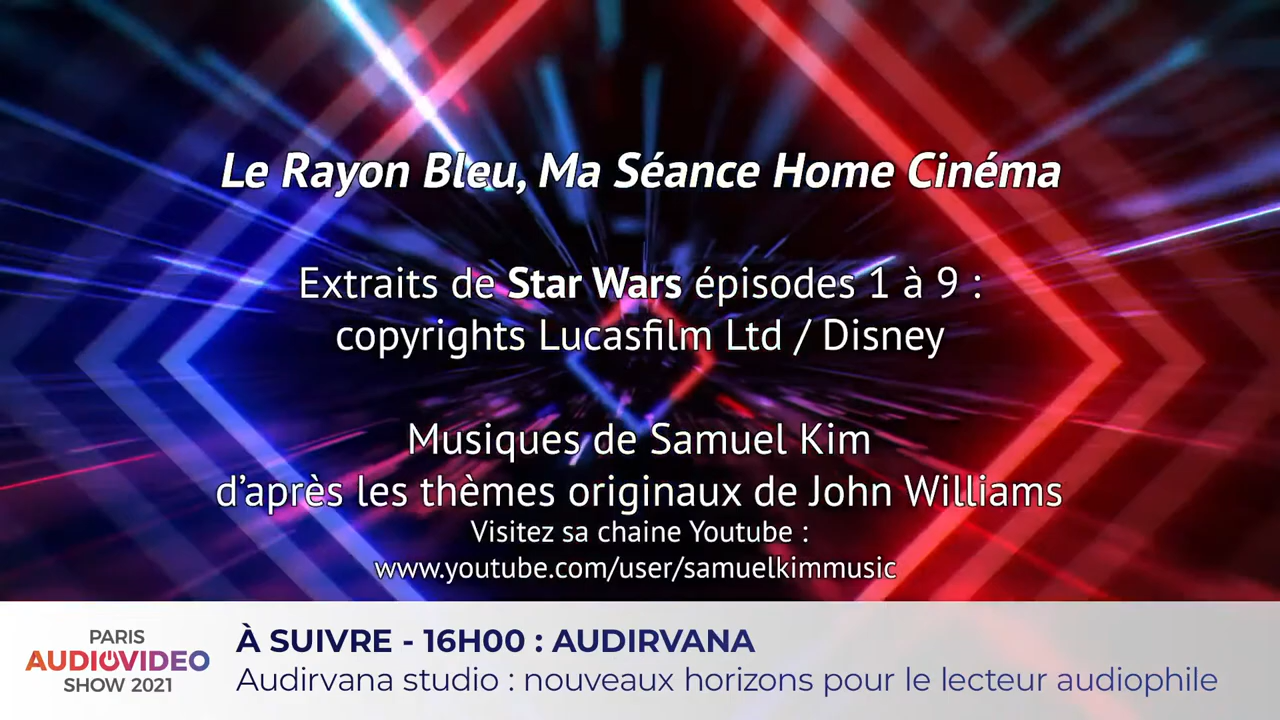 Le Rayon Bleu, Ma Séance Home Cinéma
Extraits de Star Wars épisodes 1 à 9 :
copyrights Lucasfilm Ltd / Disney
Musiques de Samuel Kim
d'après les thèmes originaux de John Williams
Visitez sa chaine Youtube :
www.youtube.com/user/samuelkimmusic
PARIS
AUDIOVIDEO
SHOW 2021
À SUIVRE - 16H00 : AUDIRVANA
Audirvana studio : nouveaux horizons pour le lecteur audiophile